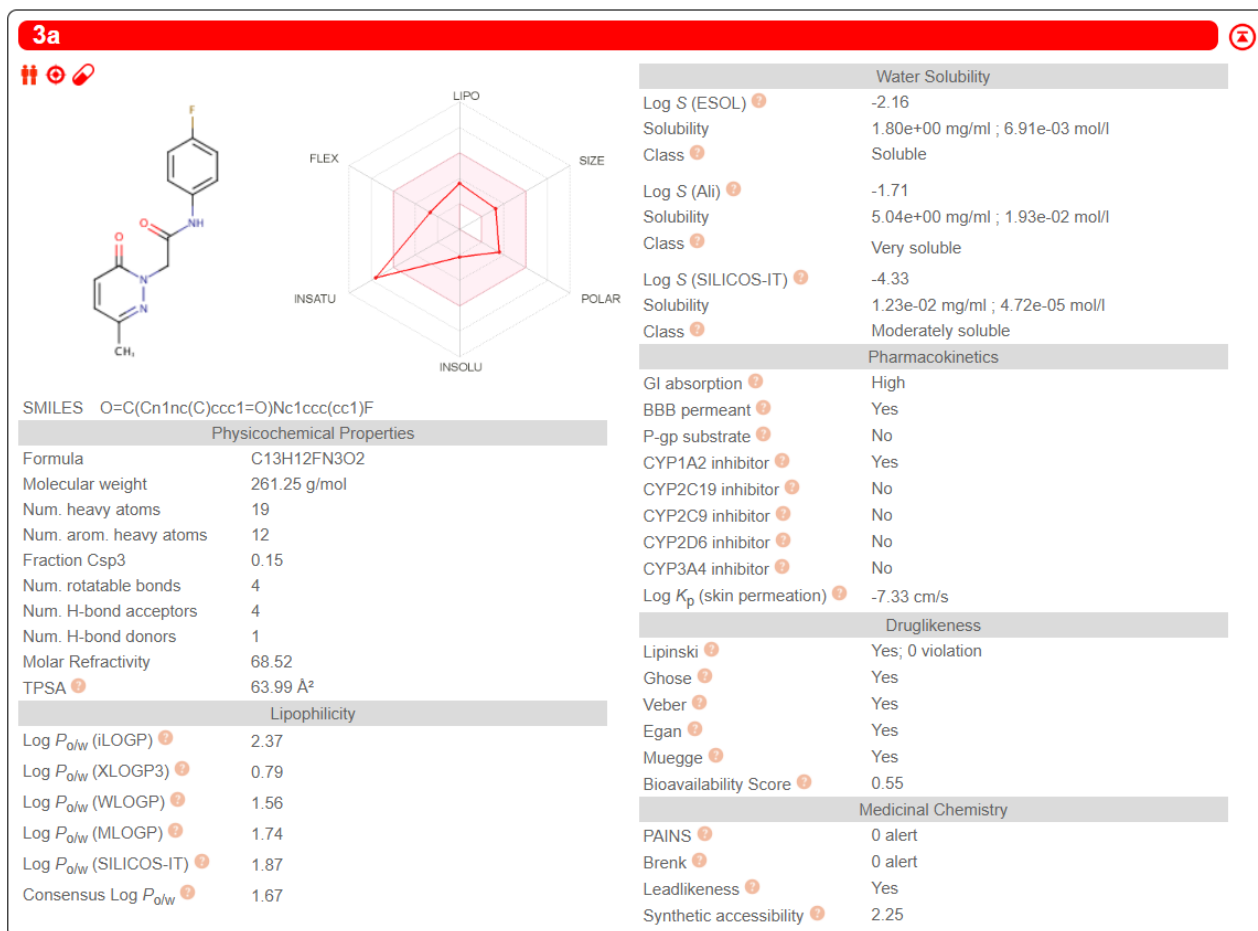 3a
LIPO
FLEX
SIZE
INSATU
POLAR
INSOLU
F
NH
O
O
N
N
CH₃
SMILES O=C(Cn1nc(C)ccc1=O)Nc1ccc(cc1)F
Physicochemical Properties
Formula C13H12FN3O2
Molecular weight 261.25 g/mol
Num. heavy atoms 19
Num. arom. heavy atoms 12
Fraction Csp3 0.15
Num. rotatable bonds 4
Num. H-bond acceptors 4
Num. H-bond donors 1
Molar Refractivity 68.52
TPSA ? 63.99 Å²
Lipophilicity
Log Po/w (iLOGP) ? 2.37
Log Po/w (XLOGP3) ? 0.79
Log Po/w (WLOGP) ? 1.56
Log Po/w (MLOGP) ? 1.74
Log Po/w (SILICOS-IT) ? 1.87
Consensus Log Po/w ? 1.67
Water Solubility
Log S (ESOL) ? -2.16
Solubility 1.80e+00 mg/ml ; 6.91e-03 mol/l
Class ? Soluble
Log S (Ali) ? -1.71
Solubility 5.04e+00 mg/ml ; 1.93e-02 mol/l
Class ? Very soluble
Log S (SILICOS-IT) ? -4.33
Solubility 1.23e-02 mg/ml ; 4.72e-05 mol/l
Class ? Moderately soluble
Pharmacokinetics
GI absorption ? High
BBB permeant ? Yes
P-gp substrate ? No
CYP1A2 inhibitor ? Yes
CYP2C19 inhibitor ? No
CYP2C9 inhibitor ? No
CYP2D6 inhibitor ? No
CYP3A4 inhibitor ? No
Log Kp (skin permeation) ? -7.33 cm/s
Druglikeness
Lipinski ? Yes; 0 violation
Ghose ? Yes
Veber ? Yes
Egan ? Yes
Muegge ? Yes
Bioavailability Score ? 0.55
Medicinal Chemistry
PAINS ? 0 alert
Brenk ? 0 alert
Leadlikeness ? Yes
Synthetic accessibility ? 2.25